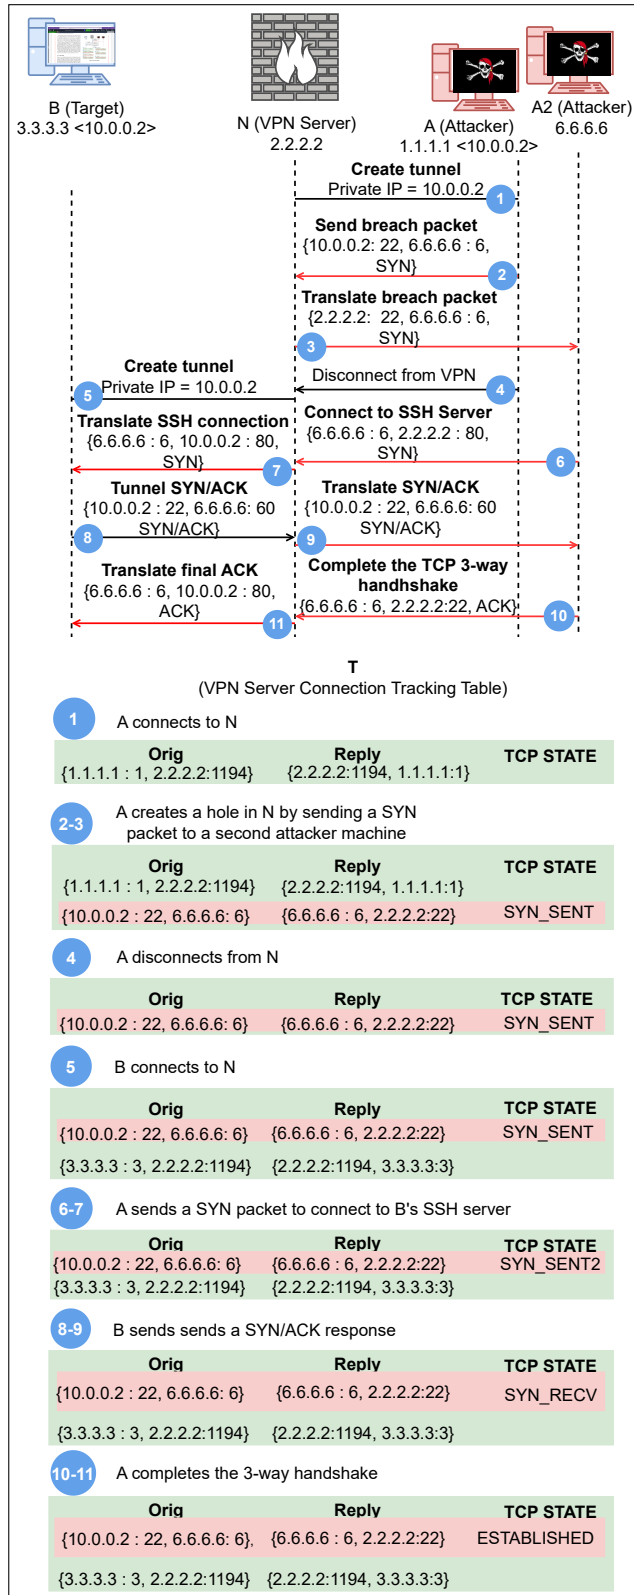 B (Target)
3.3.3.3 <10.0.0.2>
N (VPN Server)
2.2.2.2
A (Attacker)
1.1.1.1 <10.0.0.2>
A2 (Attacker)
6.6.6.6
Create tunnel
Private IP = 10.0.0.2
1
Send breach packet
{10.0.0.2: 22, 6.6.6.6 : 6,
SYN}
2
Translate breach packet
{2.2.2.2: 22, 6.6.6.6 : 6,
SYN}
3
Disconnect from VPN
4
Create tunnel
Private IP = 10.0.0.2
5
Connect to SSH Server
{6.6.6.6 : 6, 2.2.2.2 : 80,
SYN}
6
Translate SSH connection
{6.6.6.6 : 6, 10.0.0.2 : 80,
SYN}
7
Tunnel SYN/ACK
{10.0.0.2 : 22, 6.6.6.6: 60
SYN/ACK}
8
Translate SYN/ACK
{10.0.0.2 : 22, 6.6.6.6: 60
SYN/ACK}
9
Complete the TCP 3-way
handhshake
{6.6.6.6 : 6, 2.2.2.2:22, ACK}
10
Translate final ACK
{6.6.6.6 : 6, 10.0.0.2 : 80,
ACK}
11
T
(VPN Server Connection Tracking Table)
1 A connects to N
Orig Reply TCP STATE
{1.1.1.1 : 1, 2.2.2.2:1194} {2.2.2.2:1194, 1.1.1.1:1}
2-3 A creates a hole in N by sending a SYN
packet to a second attacker machine
Orig Reply TCP STATE
{1.1.1.1 : 1, 2.2.2.2:1194} {2.2.2.2:1194, 1.1.1.1:1}
{10.0.0.2 : 22, 6.6.6.6: 6} {6.6.6.6 : 6, 2.2.2.2:22} SYN_SENT
4 A disconnects from N
Orig Reply TCP STATE
{10.0.0.2 : 22, 6.6.6.6: 6} {6.6.6.6 : 6, 2.2.2.2:22} SYN_SENT
5 B connects to N
Orig Reply TCP STATE
{10.0.0.2 : 22, 6.6.6.6: 6} {6.6.6.6 : 6, 2.2.2.2:22} SYN_SENT
{3.3.3.3 : 3, 2.2.2.2:1194} {2.2.2.2:1194, 3.3.3.3:3}
6-7 A sends a SYN packet to connect to B's SSH server
Orig Reply TCP STATE
{10.0.0.2 : 22, 6.6.6.6: 6} {6.6.6.6 : 6, 2.2.2.2:22} SYN_SENT2
{3.3.3.3 : 3, 2.2.2.2:1194} {2.2.2.2:1194, 3.3.3.3:3}
8-9 B sends sends a SYN/ACK response
Orig Reply TCP STATE
{10.0.0.2 : 22, 6.6.6.6: 6} {6.6.6.6 : 6, 2.2.2.2:22} SYN_RECV
{3.3.3.3 : 3, 2.2.2.2:1194} {2.2.2.2:1194, 3.3.3.3:3}
10-11 A completes the 3-way handshake
Orig Reply TCP STATE
{10.0.0.2 : 22, 6.6.6.6: 6}, {6.6.6.6 : 6, 2.2.2.2:22} ESTABLISHED
{3.3.3.3 : 3, 2.2.2.2:1194} {2.2.2.2:1194, 3.3.3.3:3}